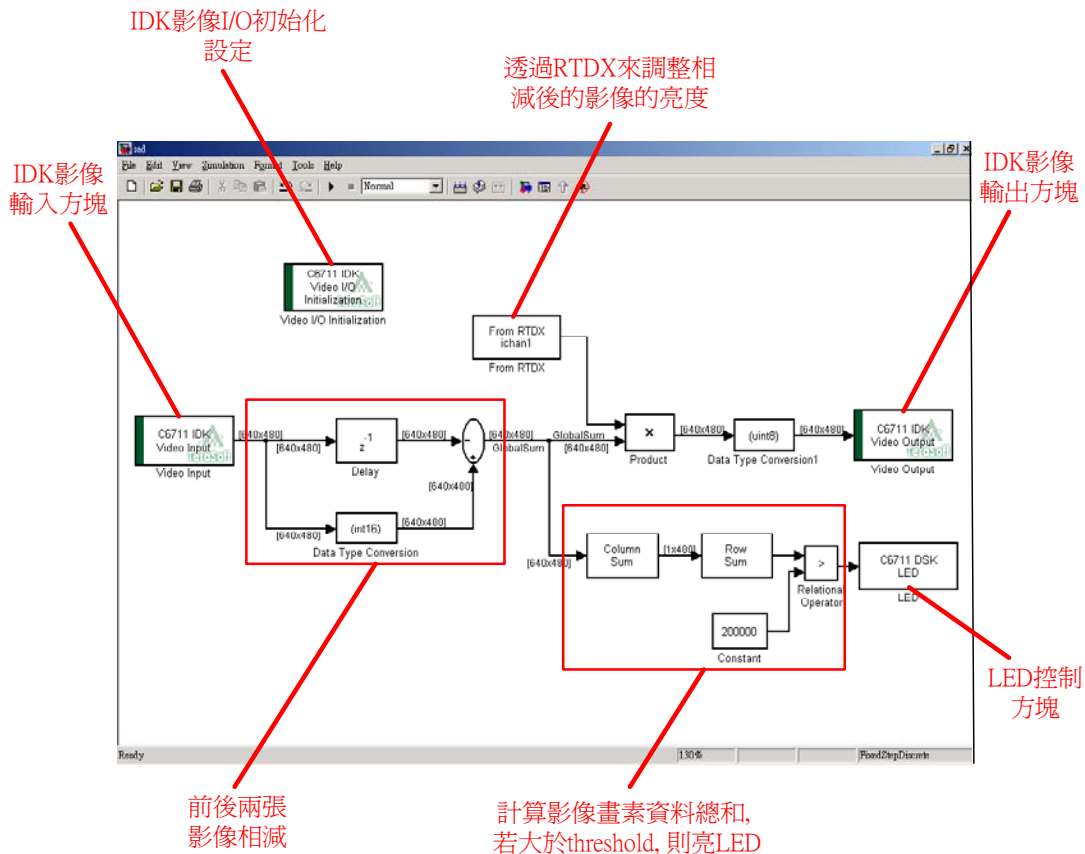 IDK影像I/O初始化
設定
透過RTDX來調整相
減後的影像的亮度
IDK影像
輸入方塊
IDK影像
輸出方塊
File Edit View Simulation Format Tools Help
Normal
C6711 IDK
Video I/O
Initialization
TeraSoft
Video I/O Initialization
From RTDX
ichan1
From RTDX
C6711 IDK
Video Input
TeraSoft
Video Input
[640x480]
[640x480]
-1
z
Delay
[640x480]
[640x480]
(int16)
Data Type Conversion
[640x480]
[640x480]
-
+
[640x480]
GlobalSum
GlobalSum
[640x480]
×
Product
[640x480]
(uint8)
Data Type Conversion1
[640x480]
C6711 IDK
Video Output
TeraSoft
Video Output
[640x480]
Column
Sum
[1x480]
Row
Sum
>
Relational
Operator
200000
Constant
C6711 DSK
LED
LED
LED控制
方塊
Ready
130%
FixedStepDiscrete
前後兩張
影像相減
計算影像畫素資料總和,
若大於threshold, 則亮LED